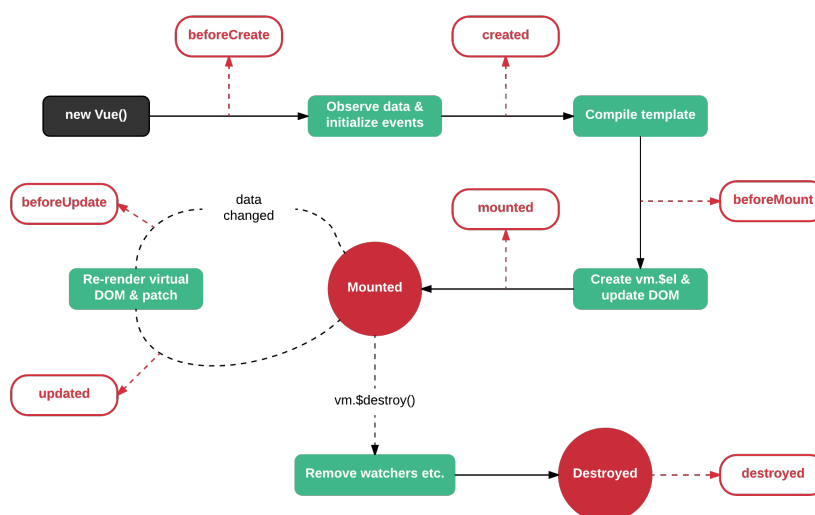 beforeCreate
created
new Vue()
Observe data &
initialize events
Compile template
beforeUpdate
data
changed
mounted
beforeMount
Re-render virtual
DOM & patch
Mounted
Create vm.$el &
update DOM
updated
vm.$destroy()
Remove watchers etc.
Destroyed
destroyed